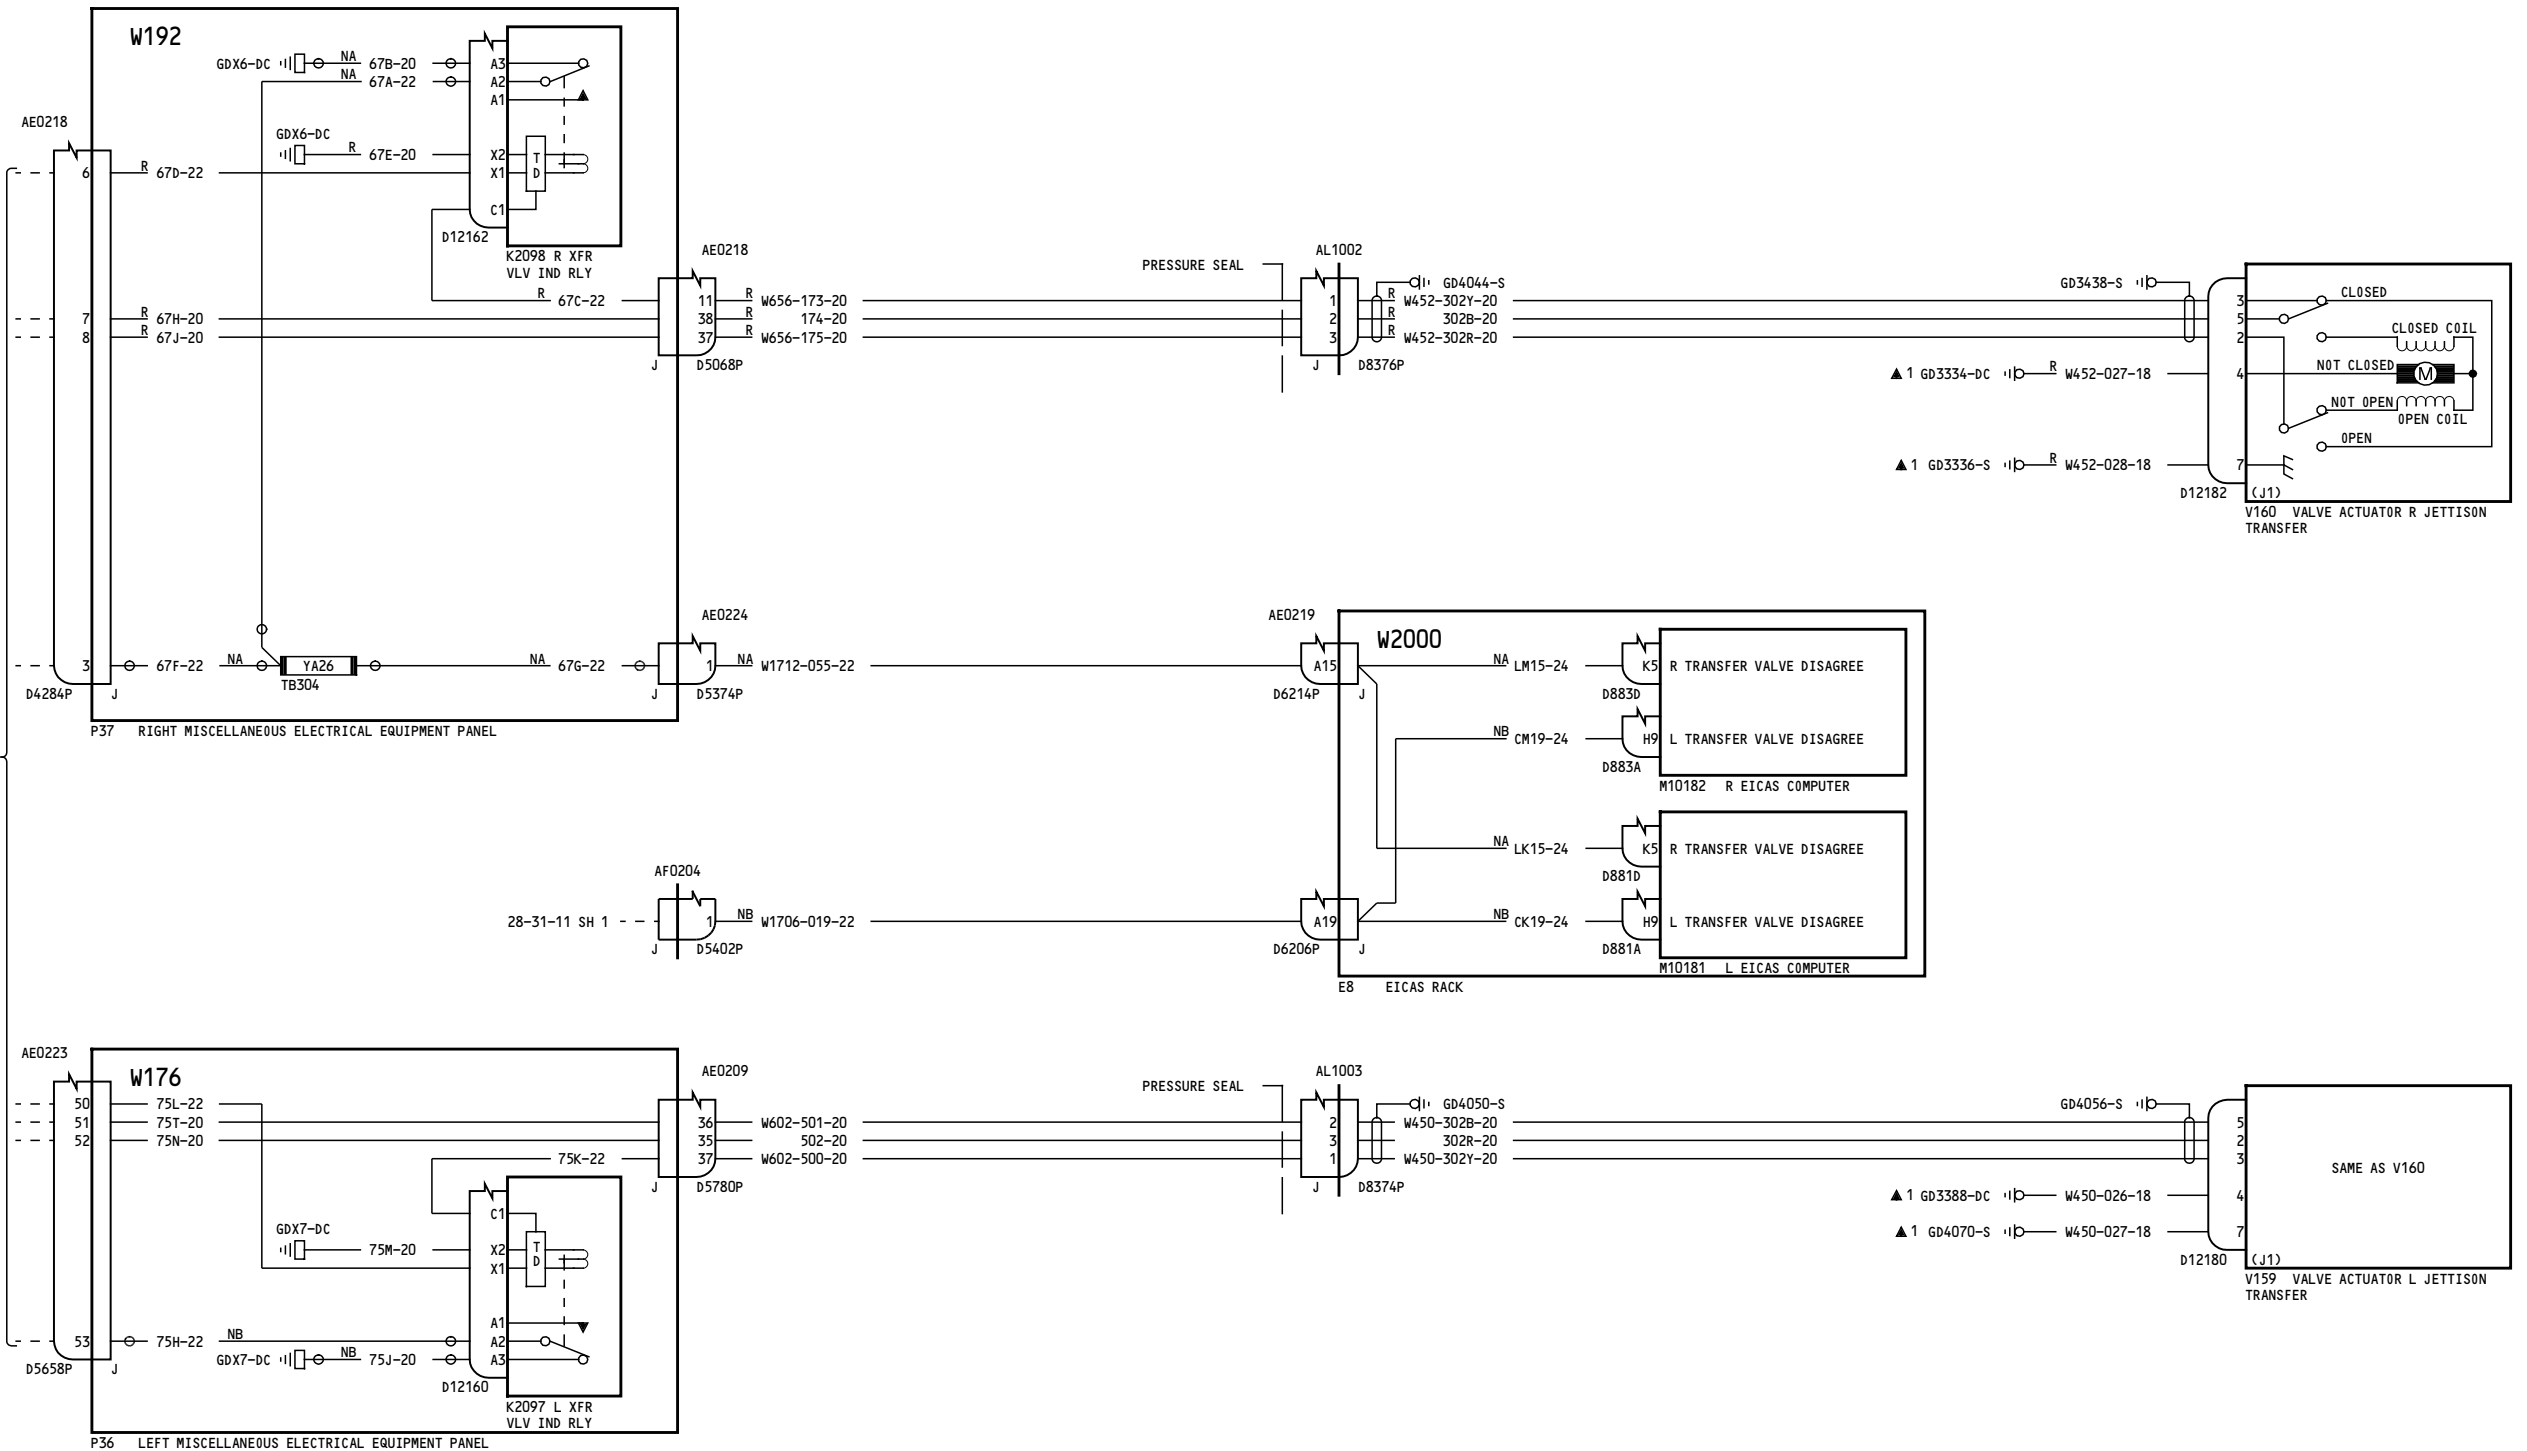 W192
GDX6-DC NA 67B-20 A3
NA 67A-22 A2
A1
AE0218
GDX6-DC
R 67E-20 X2 T
6 R 67D-22 X1 D
C1
D12162
K2098 R XFR
VLV IND RLY
AE0218
R 67C-22 11 R W656-173-20
7 R 67H-20 38 R 174-20
8 R 67J-20 37 R W656-175-20
J D5068P
PRESSURE SEAL
AL1002
GD4044-S
1 R W452-302Y-20
2 R 302B-20
3 R W452-302R-20
J D8376P
GD3438-S
3 CLOSED
5
2 CLOSED COIL
1 GD3334-DC R W452-027-18 4 NOT CLOSED M
NOT OPEN
OPEN COIL
OPEN
1 GD3336-S R W452-028-18 7
D12182 (J1)
V160 VALVE ACTUATOR R JETTISON
TRANSFER
AE0224
3 67F-22 NA YA26 NA 67G-22 1 NA W1712-055-22
TB304
D4284P J
J D5374P
P37 RIGHT MISCELLANEOUS ELECTRICAL EQUIPMENT PANEL
AE0219
W2000
A15 NA LM15-24 K5 R TRANSFER VALVE DISAGREE
D6214P J D883D
NB CM19-24 H9 L TRANSFER VALVE DISAGREE
D883A
M10182 R EICAS COMPUTER
NA LK15-24 K5 R TRANSFER VALVE DISAGREE
D881D
AF0204
28-31-11 SH 1 1 NB W1706-019-22 A19 NB CK19-24 H9 L TRANSFER VALVE DISAGREE
J D5402P D6206P J D881A
M10181 L EICAS COMPUTER
E8 EICAS RACK
AE0223
W176
50 75L-22
51 75T-20
52 75N-20
75K-22
AE0209
36 W602-501-20
35 502-20
37 W602-500-20
J D5780P
PRESSURE SEAL
AL1003
GD4050-S
2 W450-302B-20
3 302R-20
1 W450-302Y-20
J D8374P
GD4056-S
5
2
3
SAME AS V160
1 GD3388-DC W450-026-18 4
1 GD4070-S W450-027-18 7
D12180 (J1)
V159 VALVE ACTUATOR L JETTISON
TRANSFER
C1
GDX7-DC
75M-20 X2 T
X1 D
A1
53 75H-22 NB A2
GDX7-DC NB 75J-20 A3
D5658P J
D12160
K2097 L XFR
VLV IND RLY
P36 LEFT MISCELLANEOUS ELECTRICAL EQUIPMENT PANEL